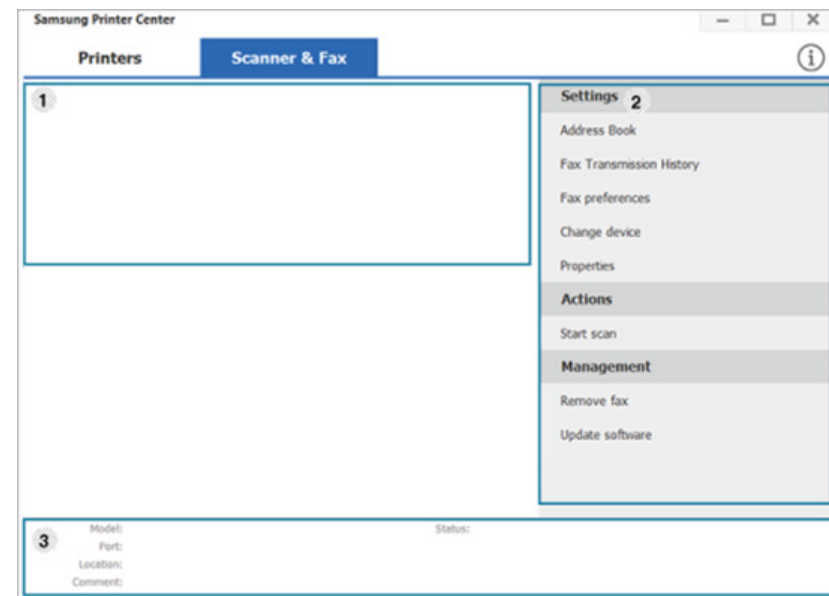 Samsung Printer Center
Printers Scanner & Fax
1
Settings 2
Address Book
Fax Transmission History
Fax preferences
Change device
Properties
Actions
Start scan
Management
Remove fax
Update software
3
Model: Status:
Port:
Location:
Comment: